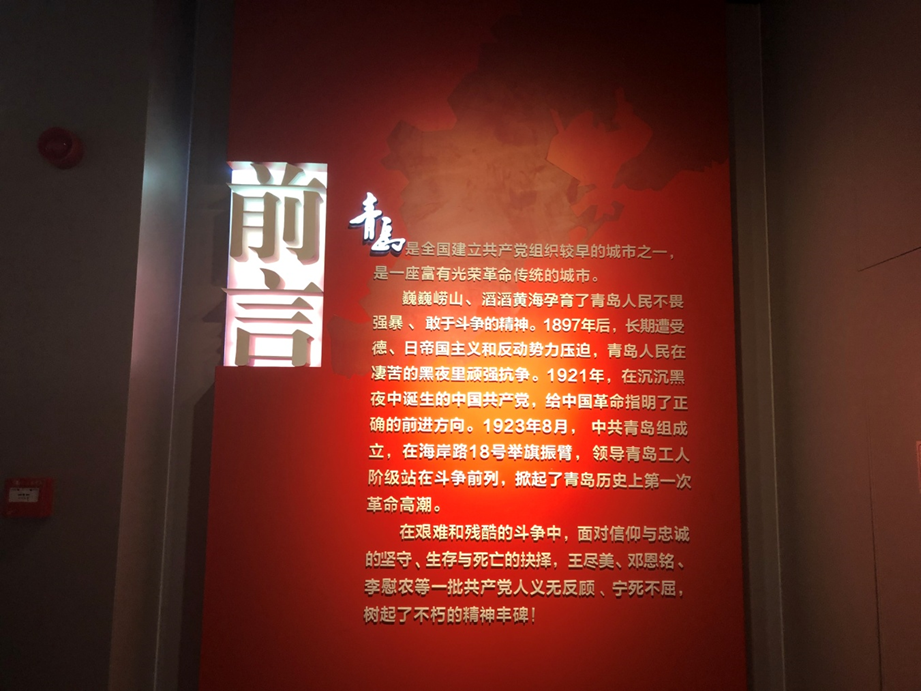 前言
青岛是全国建立共产党组织较早的城市之一，
是一座富有光荣革命传统的城市。
巍巍崂山、滔滔黄海孕育了青岛人民不畏
强暴、敢于斗争的精神。1897年后，长期遭受
德、日帝国主义和反动势力压迫，青岛人民在
凄苦的黑夜里顽强抗争。1921年，在沉沉黑
夜中诞生的中国共产党，给中国革命指明了正
确的前进方向。1923年8月，中共青岛组成
立，在海岸路18号举旗振臂，领导青岛工人
阶级站在斗争前列，掀起了青岛历史上第一次
革命高潮。
在艰难和残酷的斗争中，面对信仰与忠诚
的坚守、生存与死亡的抉择，王尽美、邓恩铭、
李慰农等一批共产党人义无反顾、宁死不屈，
树起了不朽的精神丰碑！